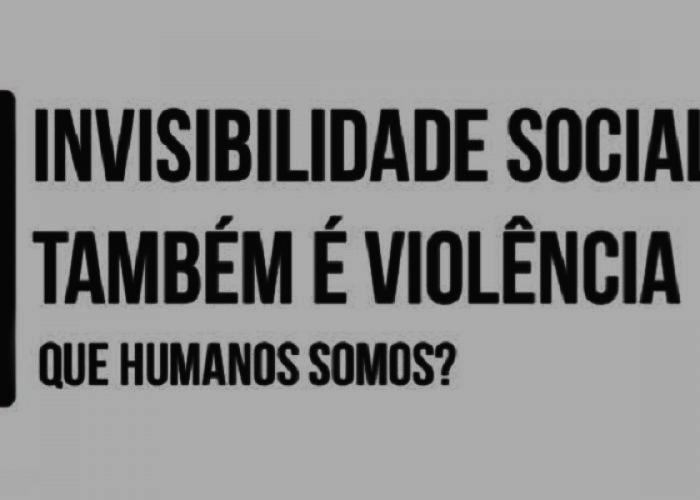 INVISIBILIDADE SOCIAL
TAMBÉM É VIOLÊNCIA
QUE HUMANOS SOMOS?